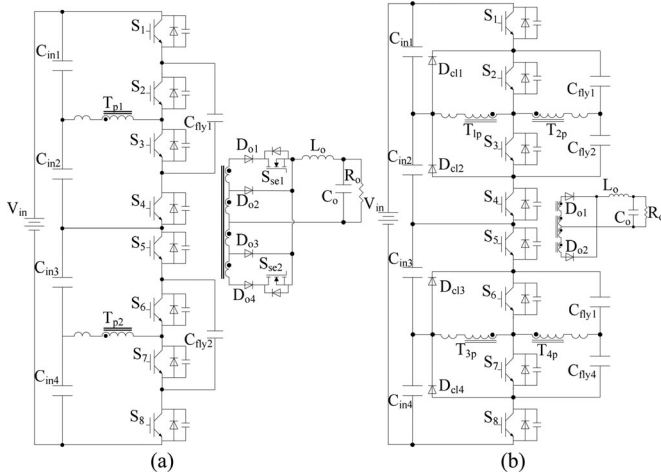 S1
Cin1
S2
Tp1
Cfly1
S3
Cin2
S4
Vin
S5
Cin3
S6
Tp2
Cfly2
S7
Cin4
S8
Do1
Sse1
Do2
Do3
Sse2
Do4
Lo
Ro
Co
(a)
S1
Cin1
Dcl1
S2
Cfly1
T1p
T2p
S3
Cfly2
Cin2
Dcl2
S4
Vin
S5
Cin3
Dcl3
S6
Cfly1
T3p
T4p
S7
Cfly4
Cin4
Dcl4
S8
Do1
Do2
Lo
Co
Ro
(b)